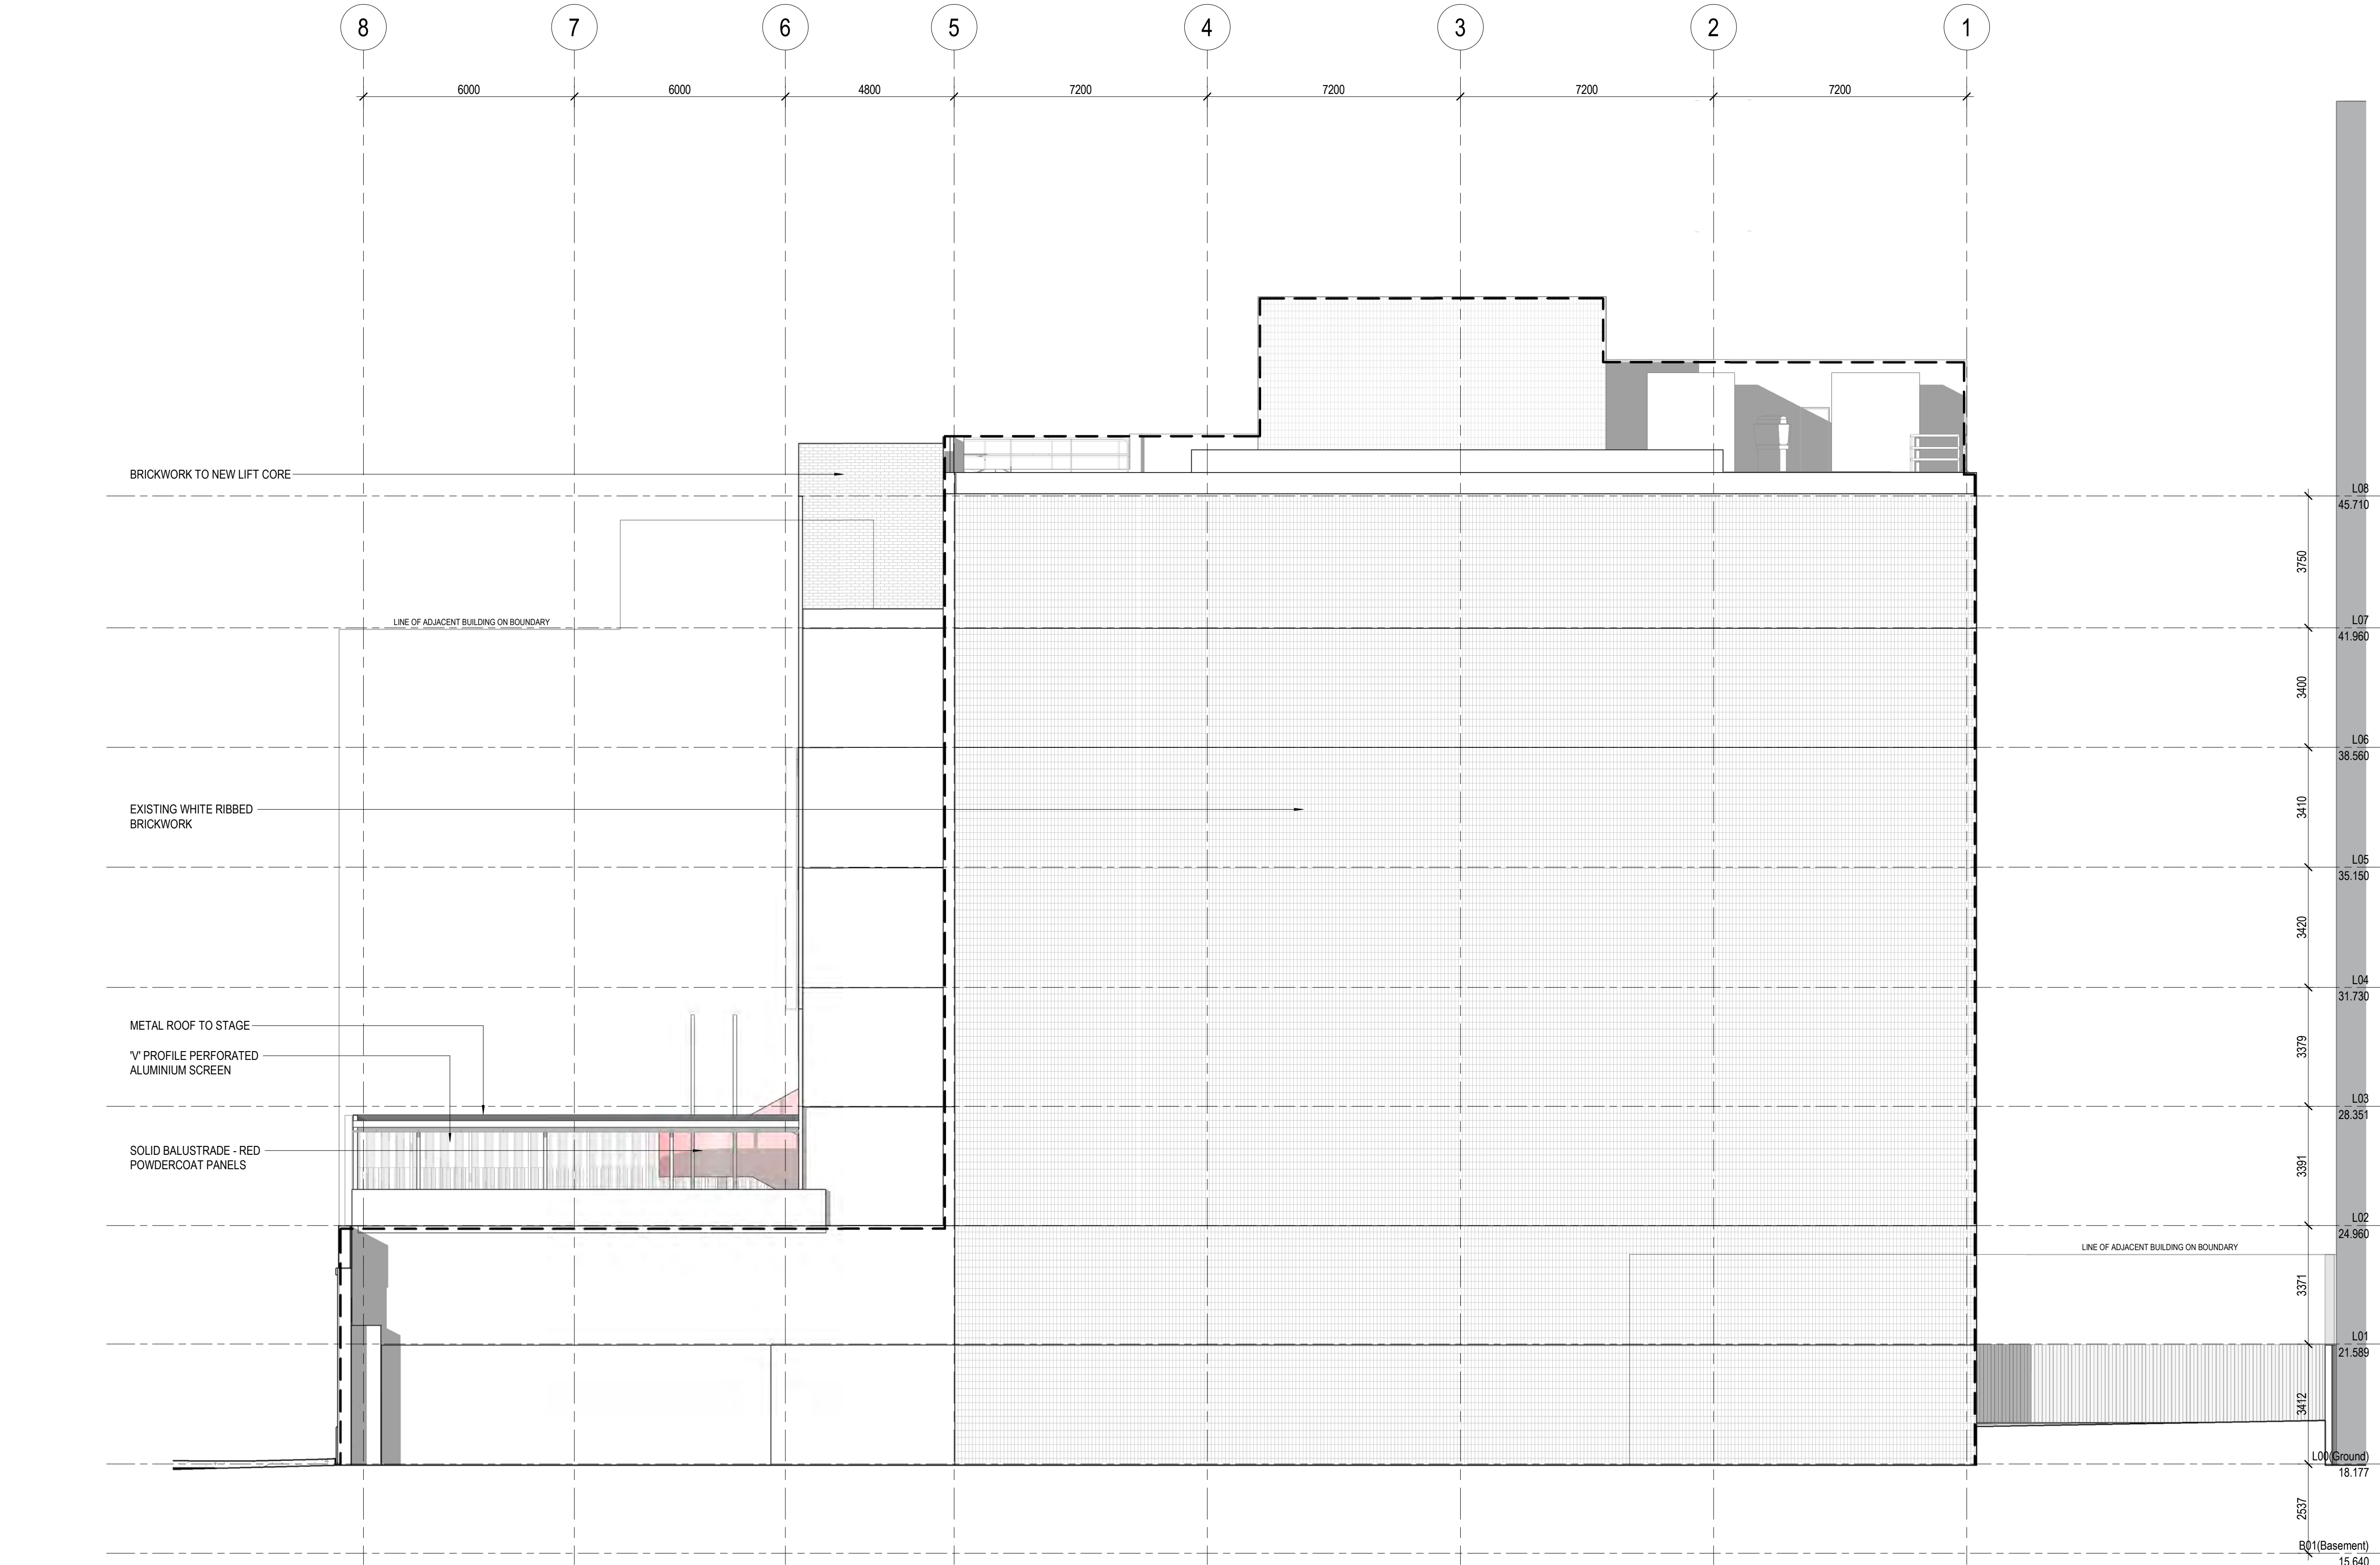 8 7 6 5 4 3 2 1
6000 6000 4800 7200 7200 7200 7200
BRICKWORK TO NEW LIFT CORE
L08
45.710
3750
LINE OF ADJACENT BUILDING ON BOUNDARY
L07
41.960
3400
L06
38.560
EXISTING WHITE RIBBED
BRICKWORK
3410
L05
35.150
3420
L04
31.730
METAL ROOF TO STAGE
'V' PROFILE PERFORATED
ALUMINIUM SCREEN
3379
L03
28.351
SOLID BALUSTRADE - RED
POWDERCOAT PANELS
3391
L02
24.960
LINE OF ADJACENT BUILDING ON BOUNDARY
3371
L01
21.589
3412
L00(Ground)
18.177
2537
B01(Basement)
15.640